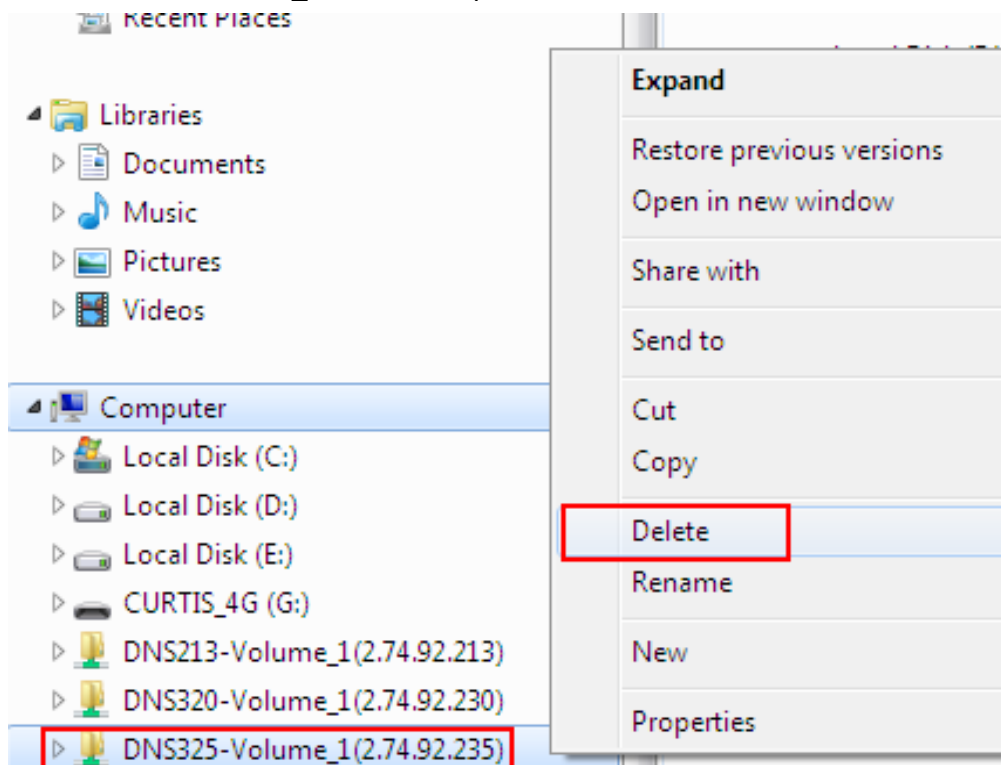 Recent Places
Libraries
Documents
Music
Pictures
Videos
Computer
Local Disk (C:)
Local Disk (D:)
Local Disk (E:)
CURTIS_4G (G:)
DNS213-Volume_1(2.74.92.213)
DNS320-Volume_1(2.74.92.230)
DNS325-Volume_1(2.74.92.235)
Expand
Restore previous versions
Open in new window
Share with
Send to
Cut
Copy
Delete
Rename
New
Properties